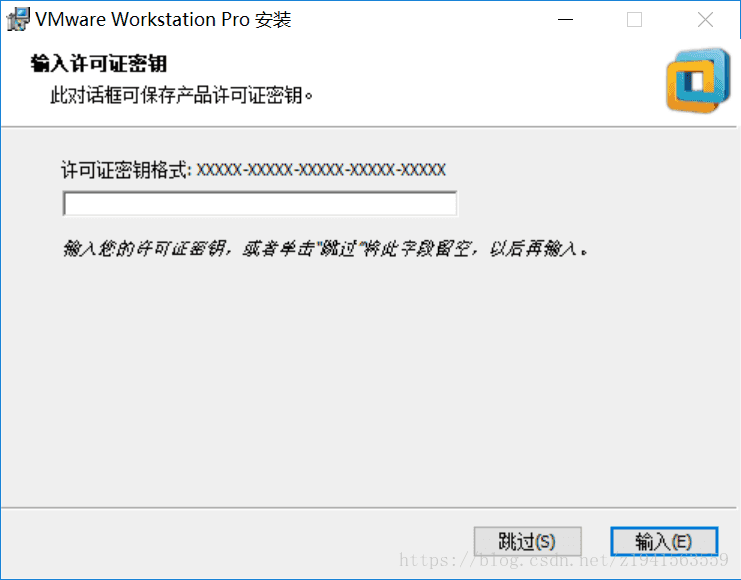 VMware Workstation Pro 安装
输入许可证密钥
此对话框可保存产品许可证密钥。
许可证密钥格式: XXXXX-XXXXX-XXXXX-XXXXX-XXXXX
输入您的许可证密钥，或者单击"跳过"将此字段留空，以后再输入。
跳过(S)
输入(E)
https://blog.csdn.net/z1941563559